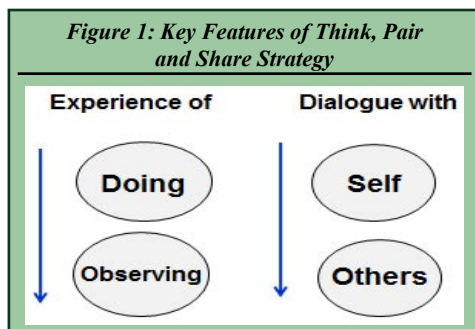 Figure 1: Key Features of Think, Pair
and Share Strategy
Experience of
Dialogue with
Doing
Self
Observing
Others